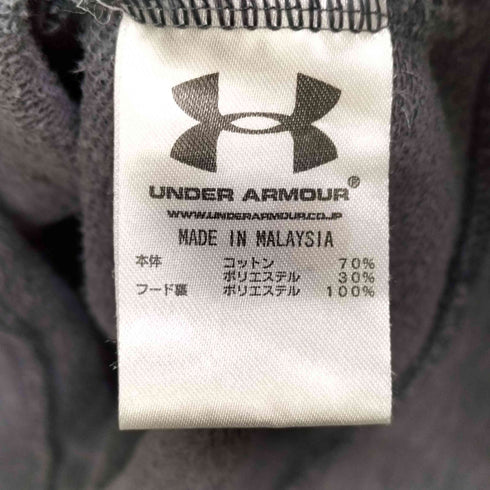 UNDER ARMOUR®
WWW.UNDERARMOUR.CO.JP
MADE IN MALAYSIA
本体 コットン 70%
ポリエステル 30%
フード裏 ポリエステル 100%